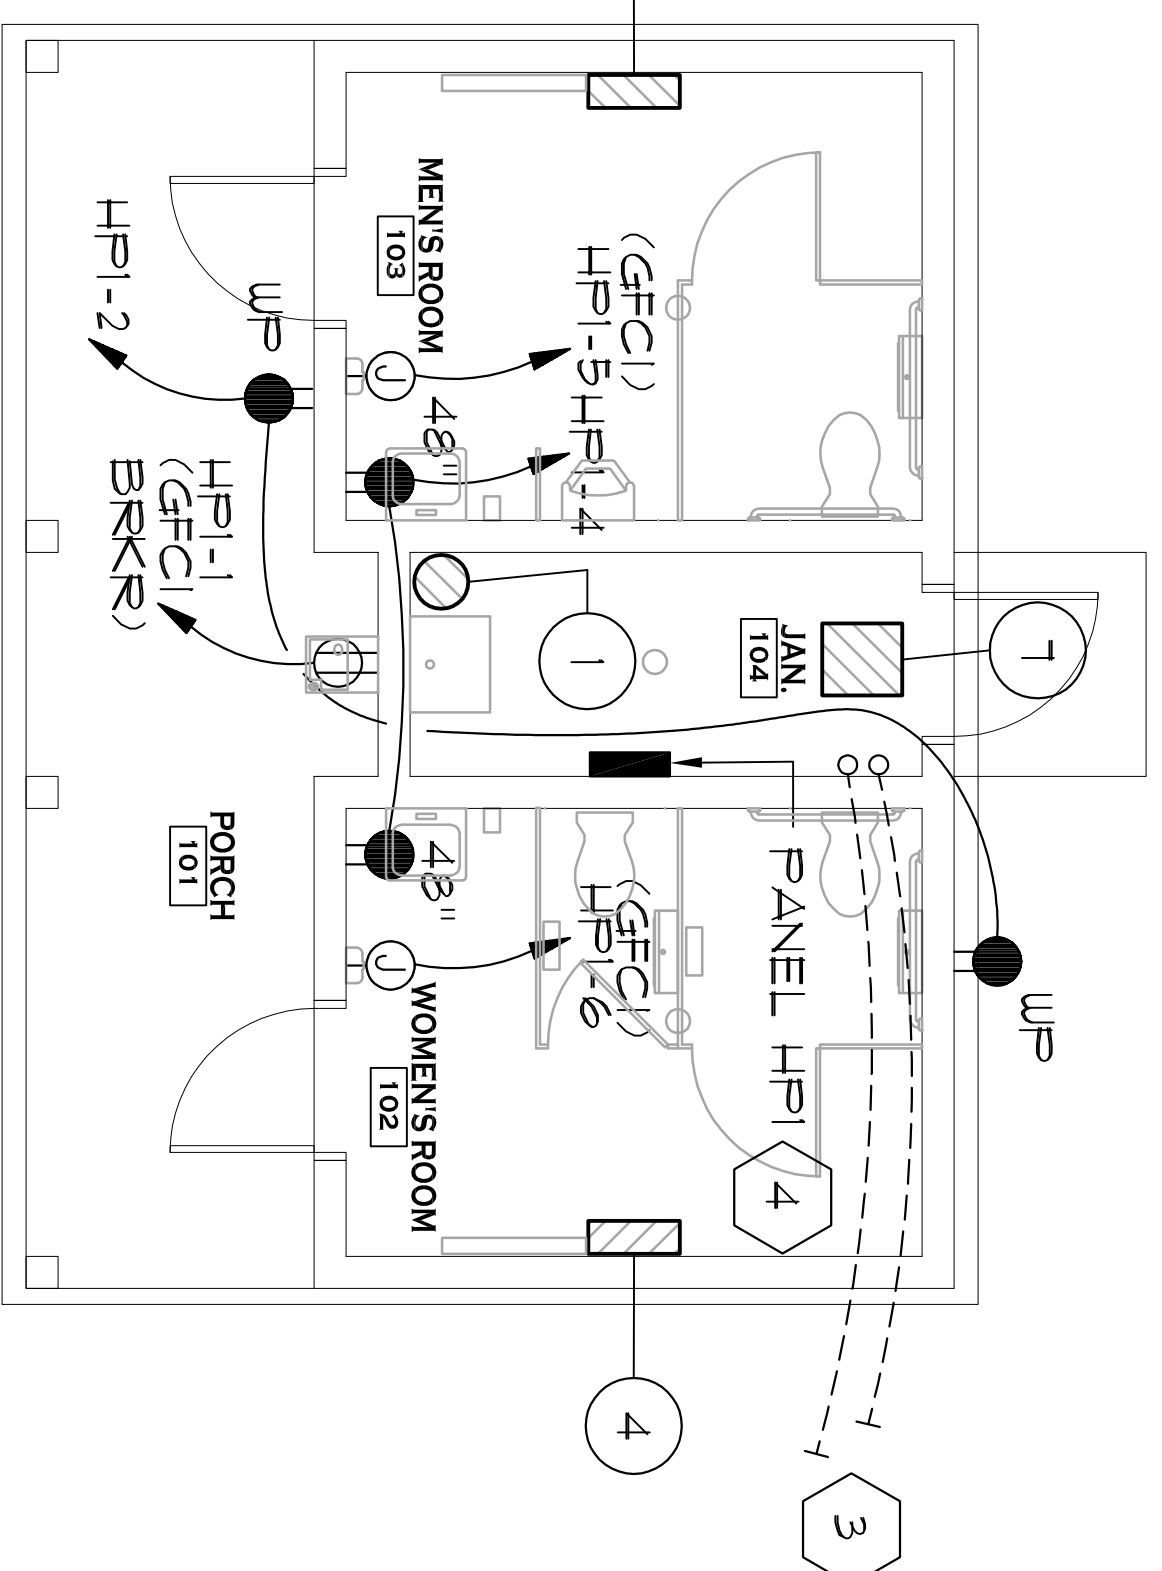 WP
7
PANEL HP1
3
4
JAN.
104
(GFCI)
HP1-5
HP1-4
(GFCI)
HP1-6
1
4
MEN'S ROOM
103
48"
J
48"
J
WOMEN'S ROOM
102
WP
HP1-2
HP1-1
(GFCI
BRKR)
PORCH
101